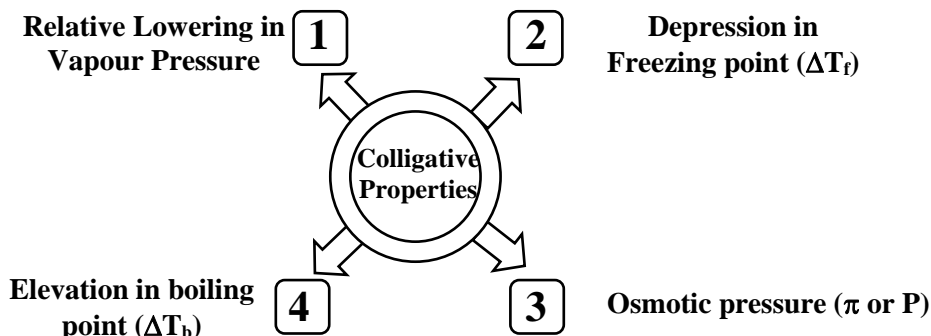 Relative Lowering in
Vapour Pressure
1
2
Depression in
Freezing point (ΔTf)
Colligative
Properties
Elevation in boiling
point (ΔTb)
4
3
Osmotic pressure (π or P)